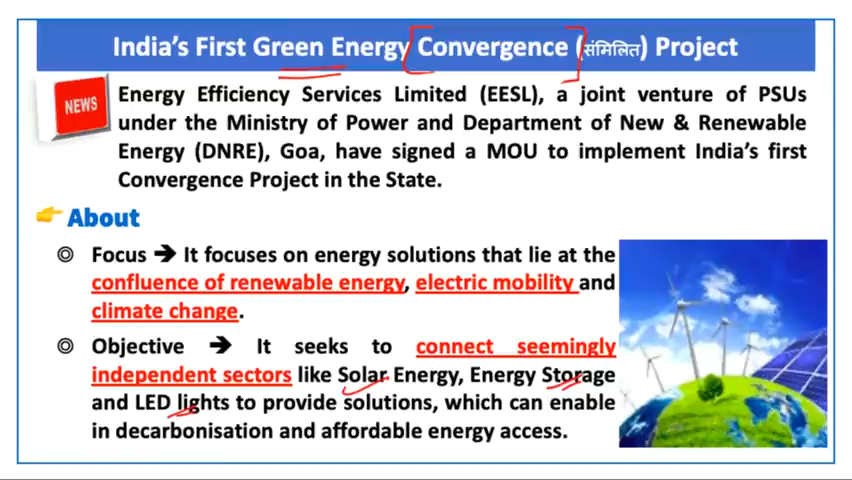 India's First Green Energy Convergence (संमिलित) Project
NEWS
Energy Efficiency Services Limited (EESL), a joint venture of PSUs
under the Ministry of Power and Department of New & Renewable
Energy (DNRE), Goa, have signed a MOU to implement India's first
Convergence Project in the State.
About
Focus → It focuses on energy solutions that lie at the
confluence of renewable energy, electric mobility and
climate change.
Objective → It seeks to connect seemingly
independent sectors like Solar Energy, Energy Storage
and LED lights to provide solutions, which can enable
in decarbonisation and affordable energy access.